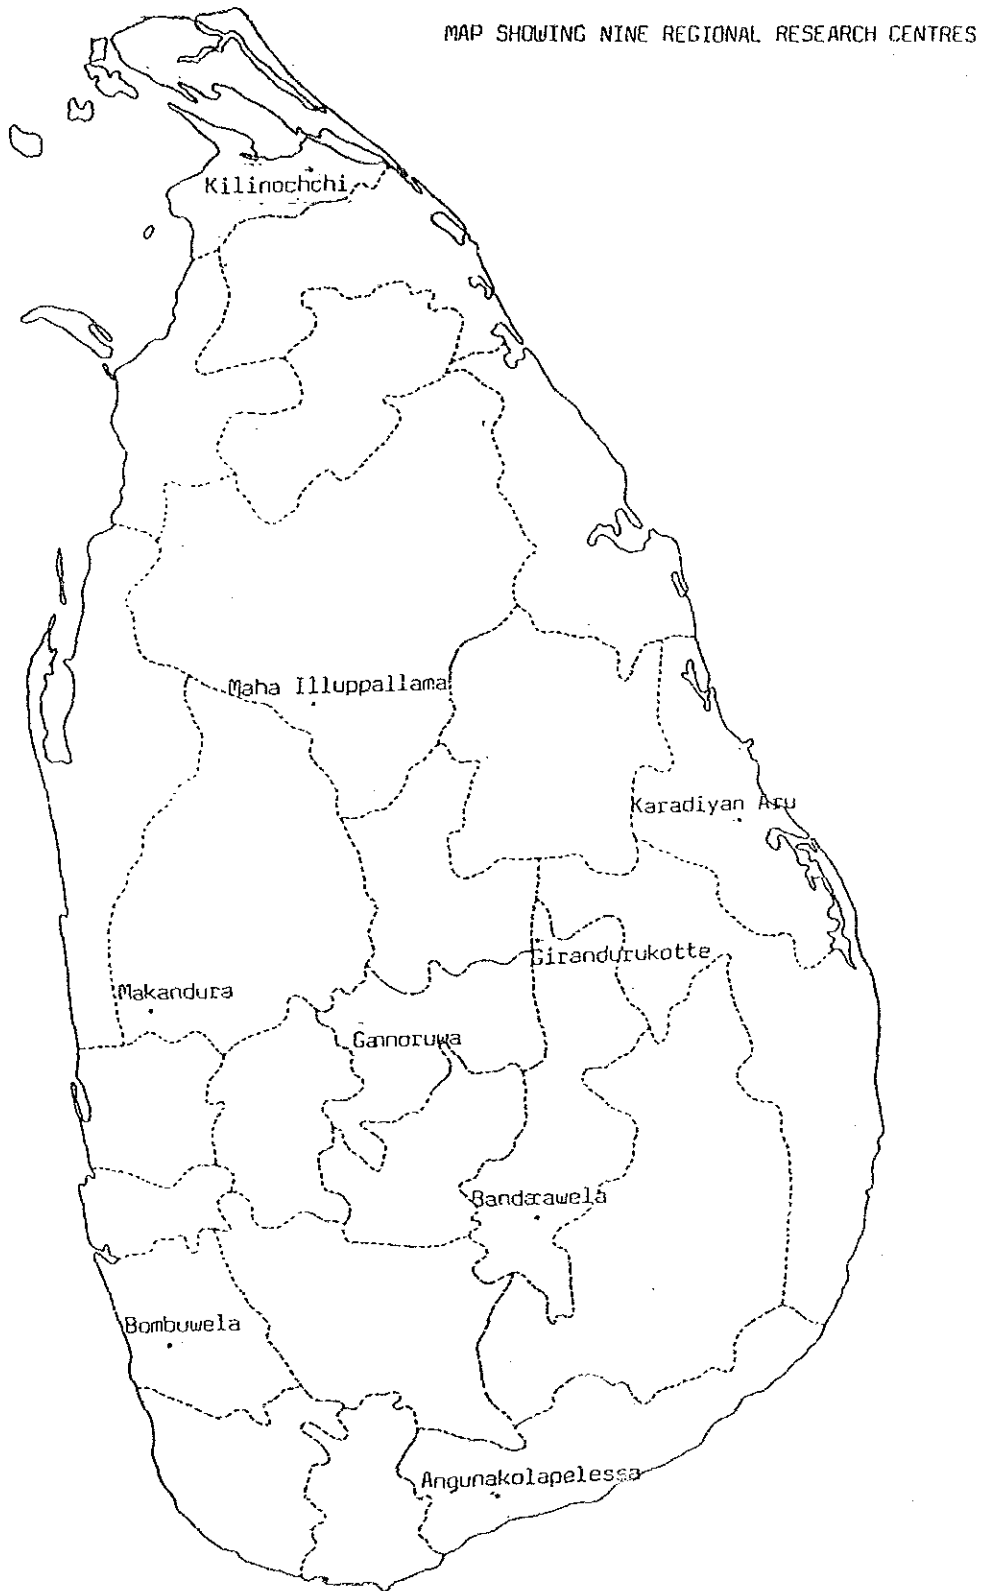 MAP SHOWING NINE REGIONAL RESEARCH CENTRES
Kilinochchi
Maha Illuppallama
Karadiyan Aru
Girandurukotte
Makandura
Gannoruwa
Bandarawela
Bombuwela
Angunakolapelessa